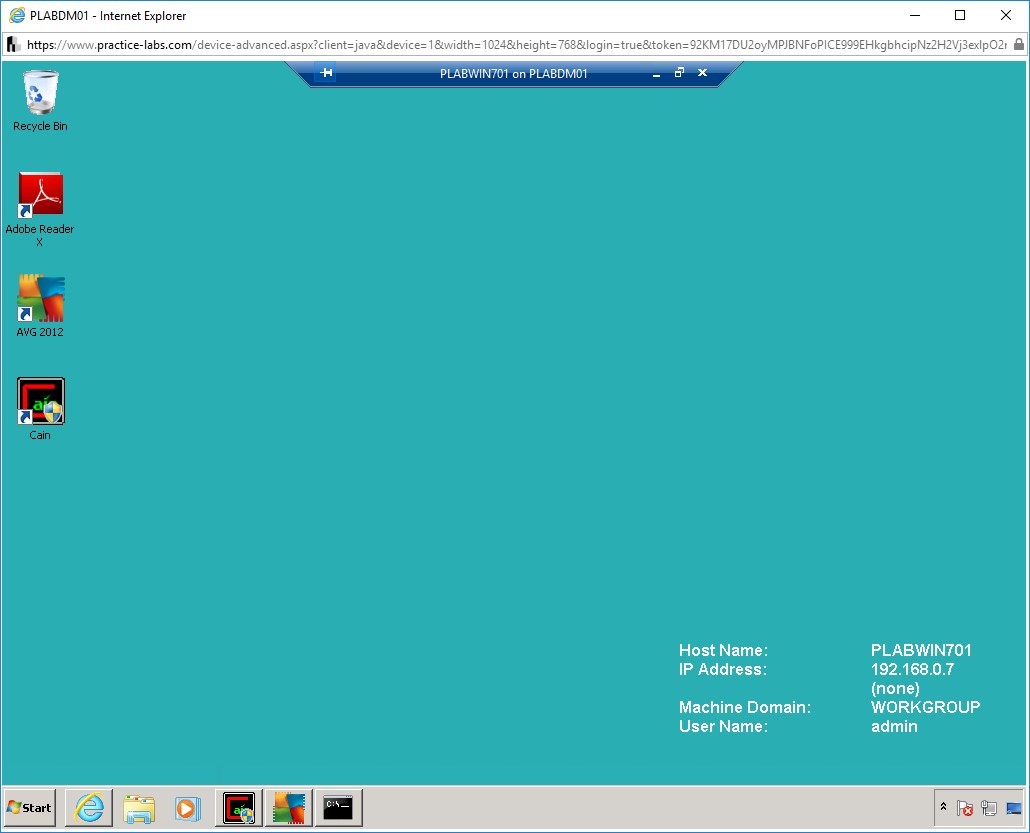 PLABDM01 - Internet Explorer
https://www.practice-labs.com/device-advanced.aspx?client=java&device=1&width=1024&height=768&login=true&token=92KM17DU2oyMPJBNFoPICE999EHkgbhcipNz2H2Vj3exIpO2
PLABWIN701 on PLABDM01
Recycle Bin
Adobe Reader
X
AVG 2012
Cain
Host Name: PLABWIN701
IP Address: 192.168.0.7
(none)
Machine Domain: WORKGROUP
User Name: admin
Start
C:\_